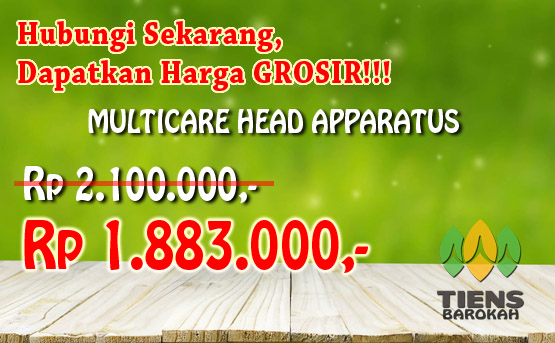 Hubungi Sekarang,
Dapatkan Harga GROSIR!!!
MULTICARE HEAD APPARATUS
Rp 2.100.000,-
Rp 1.883.000,-
TIENS
BAROKAH